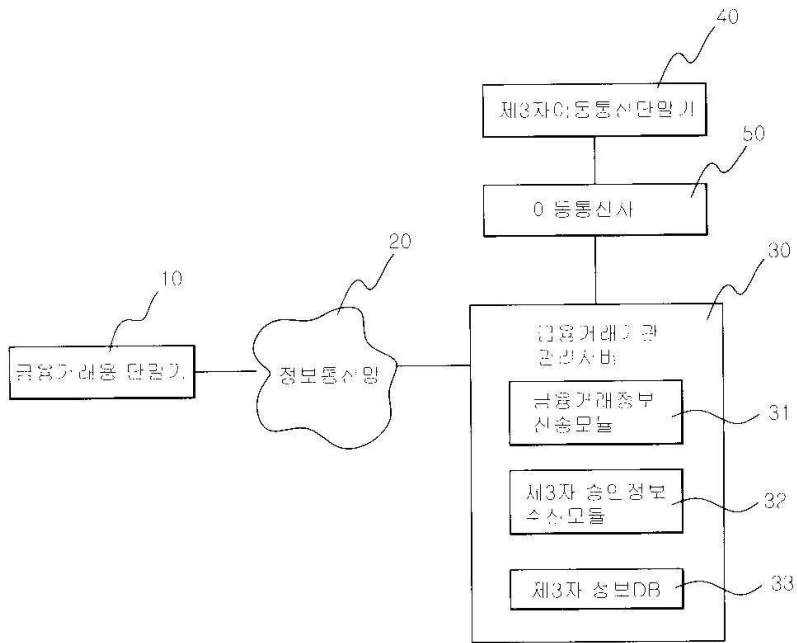 40
제3자이동통신단말기
50
이동통신사
20
30
10
금융거래기관
관리서버
금융거래용 단말기
정보통신망
금융거래정보
전송모듈
31
제3자 승인정보
수신모듈
32
제3자 정보DB
33